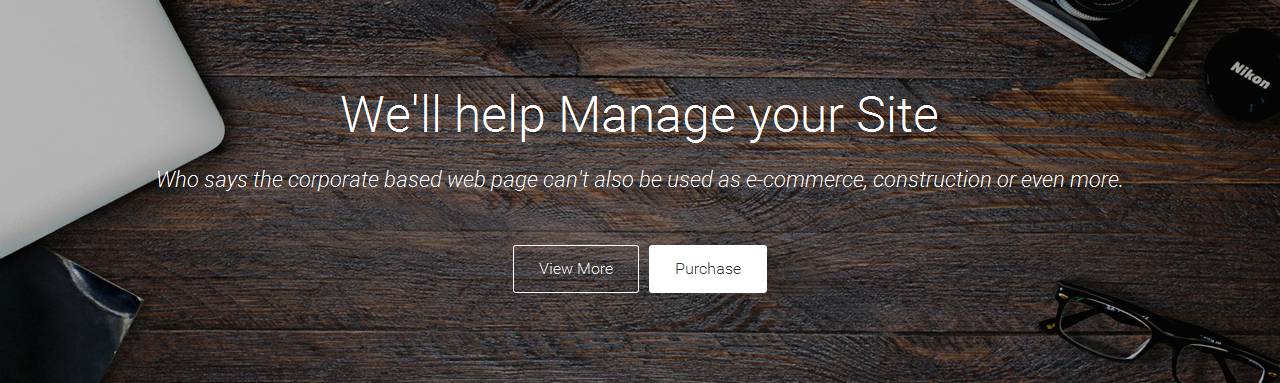 Nikon
We'll help Manage your Site
Who says the corporate based web page can't also be used as e-commerce, construction or even more.
View More
Purchase